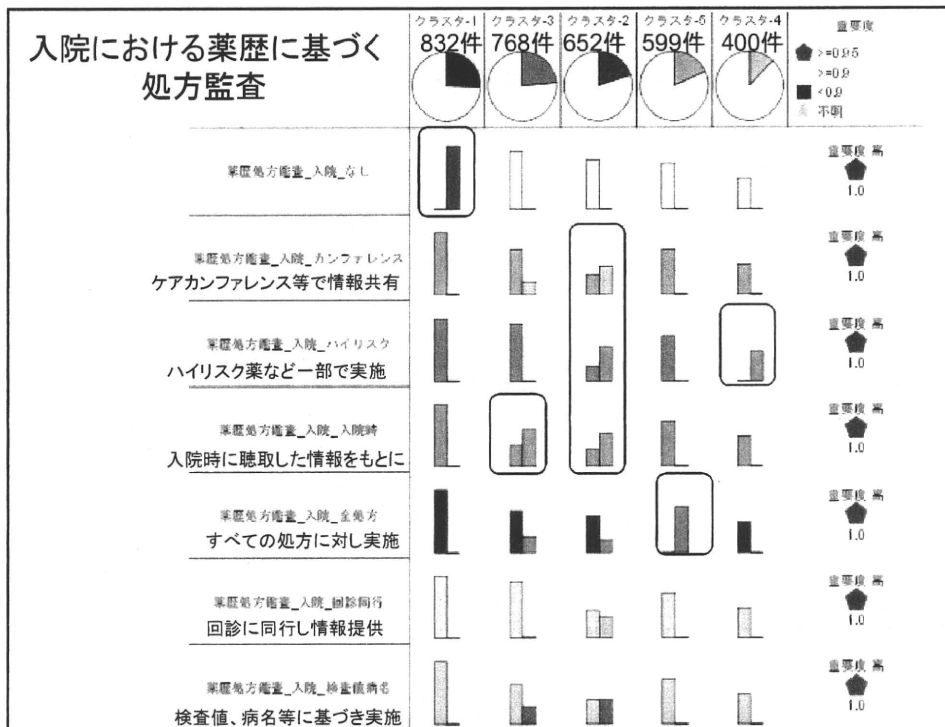 入院における薬歴に基づく
処方監査
クラスタ-1
832件
クラスタ-3
768件
クラスタ-2
652件
クラスタ-5
599件
クラスタ-4
400件
重要度
>=0.95
>=0.9
<0.9
不明
薬歴処方鑑査_入院_なし
重要度 高
1.0
薬歴処方鑑査_入院_カンファレンス
ケアカンファレンス等で情報共有
重要度 高
1.0
薬歴処方鑑査_入院_ハイリスク
ハイリスク薬など一部で実施
重要度 高
1.0
薬歴処方鑑査_入院_入院時
入院時に聴取した情報をもとに
重要度 高
1.0
薬歴処方鑑査_入院_全処方
すべての処方に対し実施
重要度 高
1.0
薬歴処方鑑査_入院_回診同行
回診に同行し情報提供
重要度 高
1.0
薬歴処方鑑査_入院_検査値病名
検査値、病名等に基づき実施
重要度 高
1.0